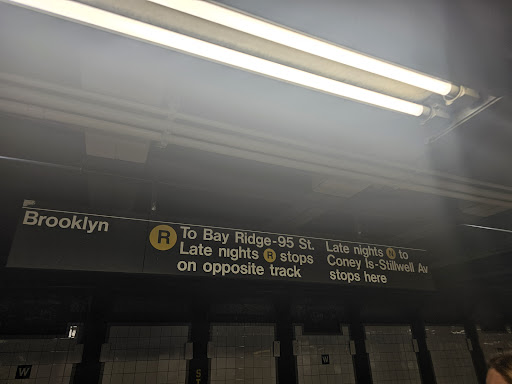 Brooklyn
R To Bay Ridge-95 St.
Late nights R stops
on opposite track
Late nights N to
Coney Is-Stillwell Av
stops here
W
W
S